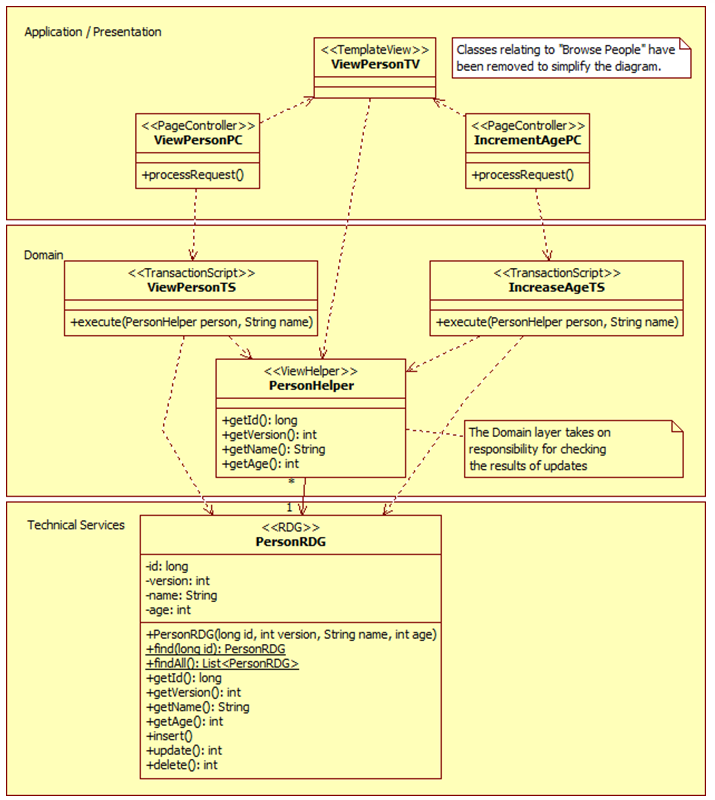 Application / Presentation
<<TemplateView>>
ViewPersonTV
Classes relating to "Browse People" have
been removed to simplify the diagram.
<<PageController>>
ViewPersonPC
+processRequest()
<<PageController>>
IncrementAgePC
+processRequest()
Domain
<<TransactionScript>>
ViewPersonTS
+execute(PersonHelper person, String name)
<<TransactionScript>>
IncreaseAgeTS
+execute(PersonHelper person, String name)
<<ViewHelper>>
PersonHelper
+getId(): long
+getVersion(): int
+getName(): String
+getAge(): int
The Domain layer takes on
responsibility for checking
the results of updates
*
1
Technical Services
<<RDG>>
PersonRDG
-id: long
-version: int
-name: String
-age: int
+PersonRDG(long id, int version, String name, int age)
+find(long id): PersonRDG
+findAll(): List<PersonRDG>
+getId(): long
+getVersion(): int
+getName(): String
+getAge(): int
+insert()
+update(): int
+delete(): int